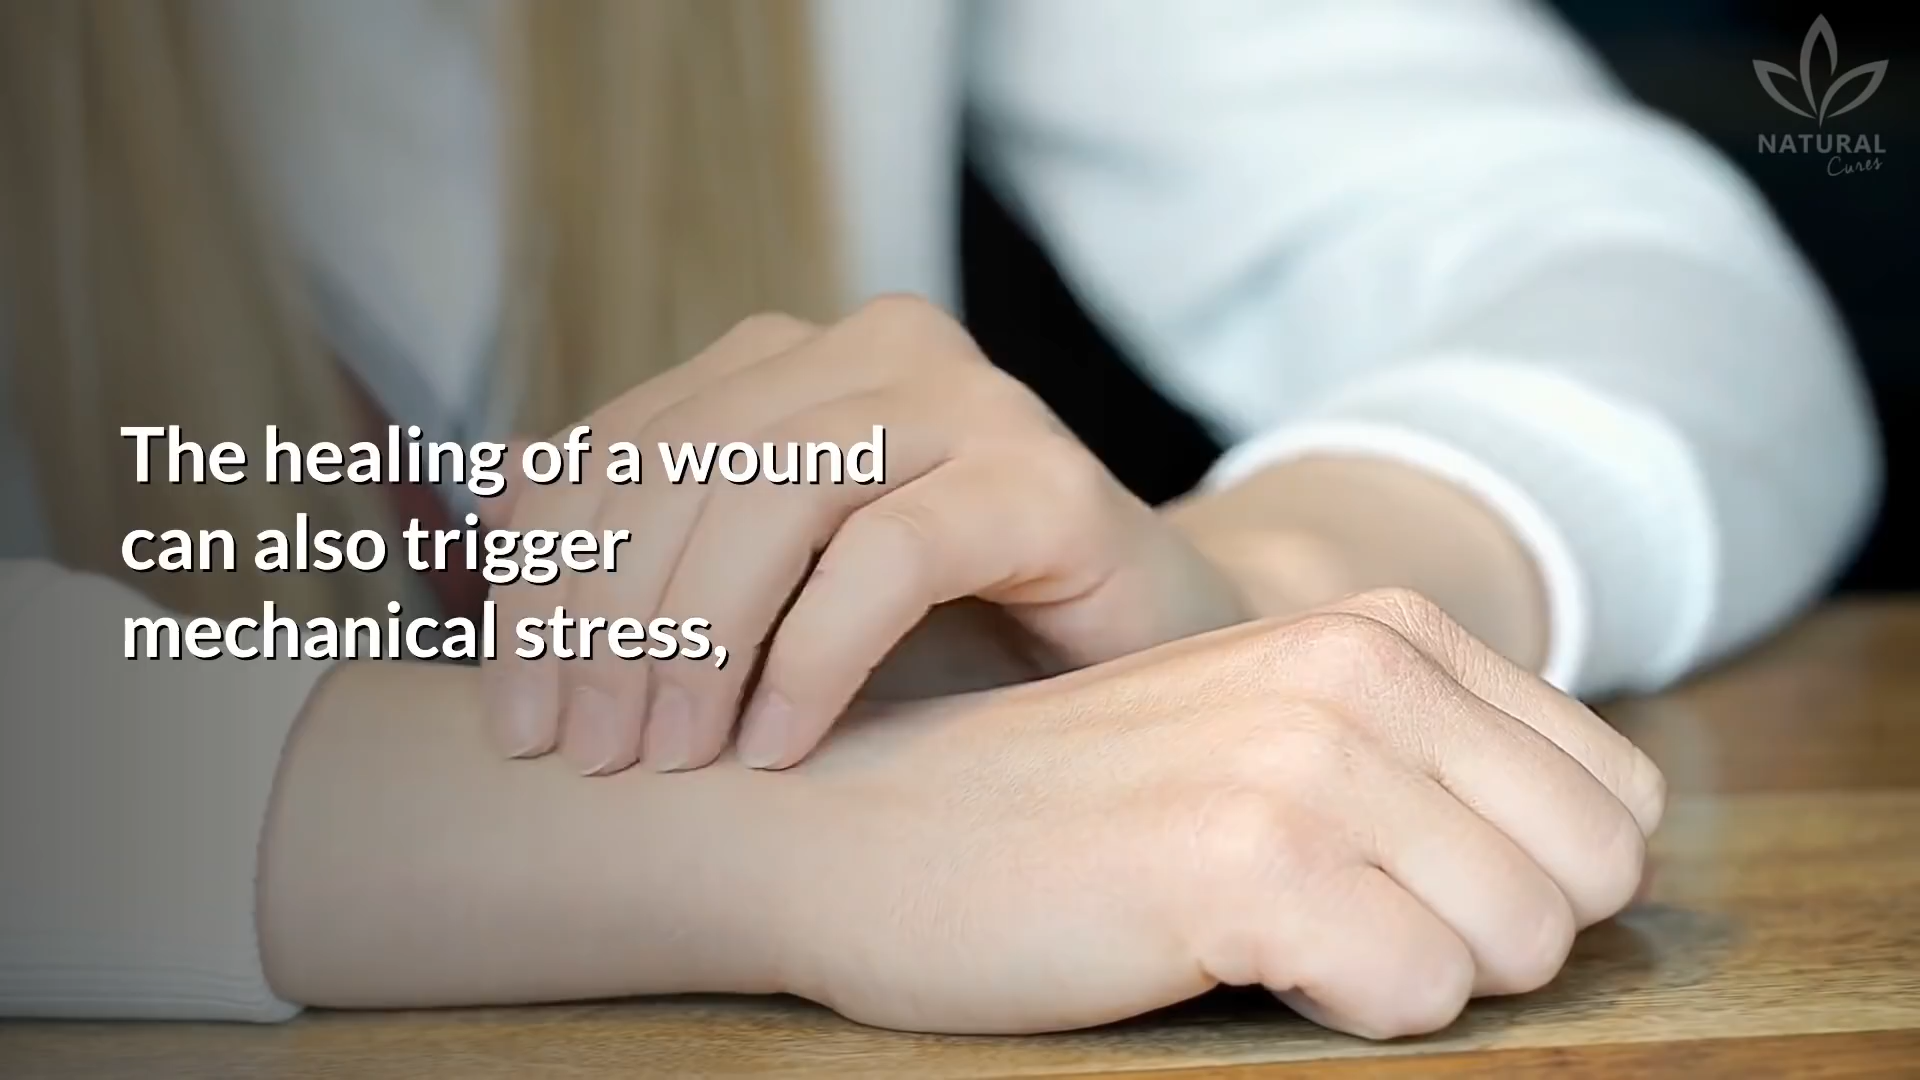 NATURAL
Cures
The healing of a wound
can also trigger
mechanical stress,